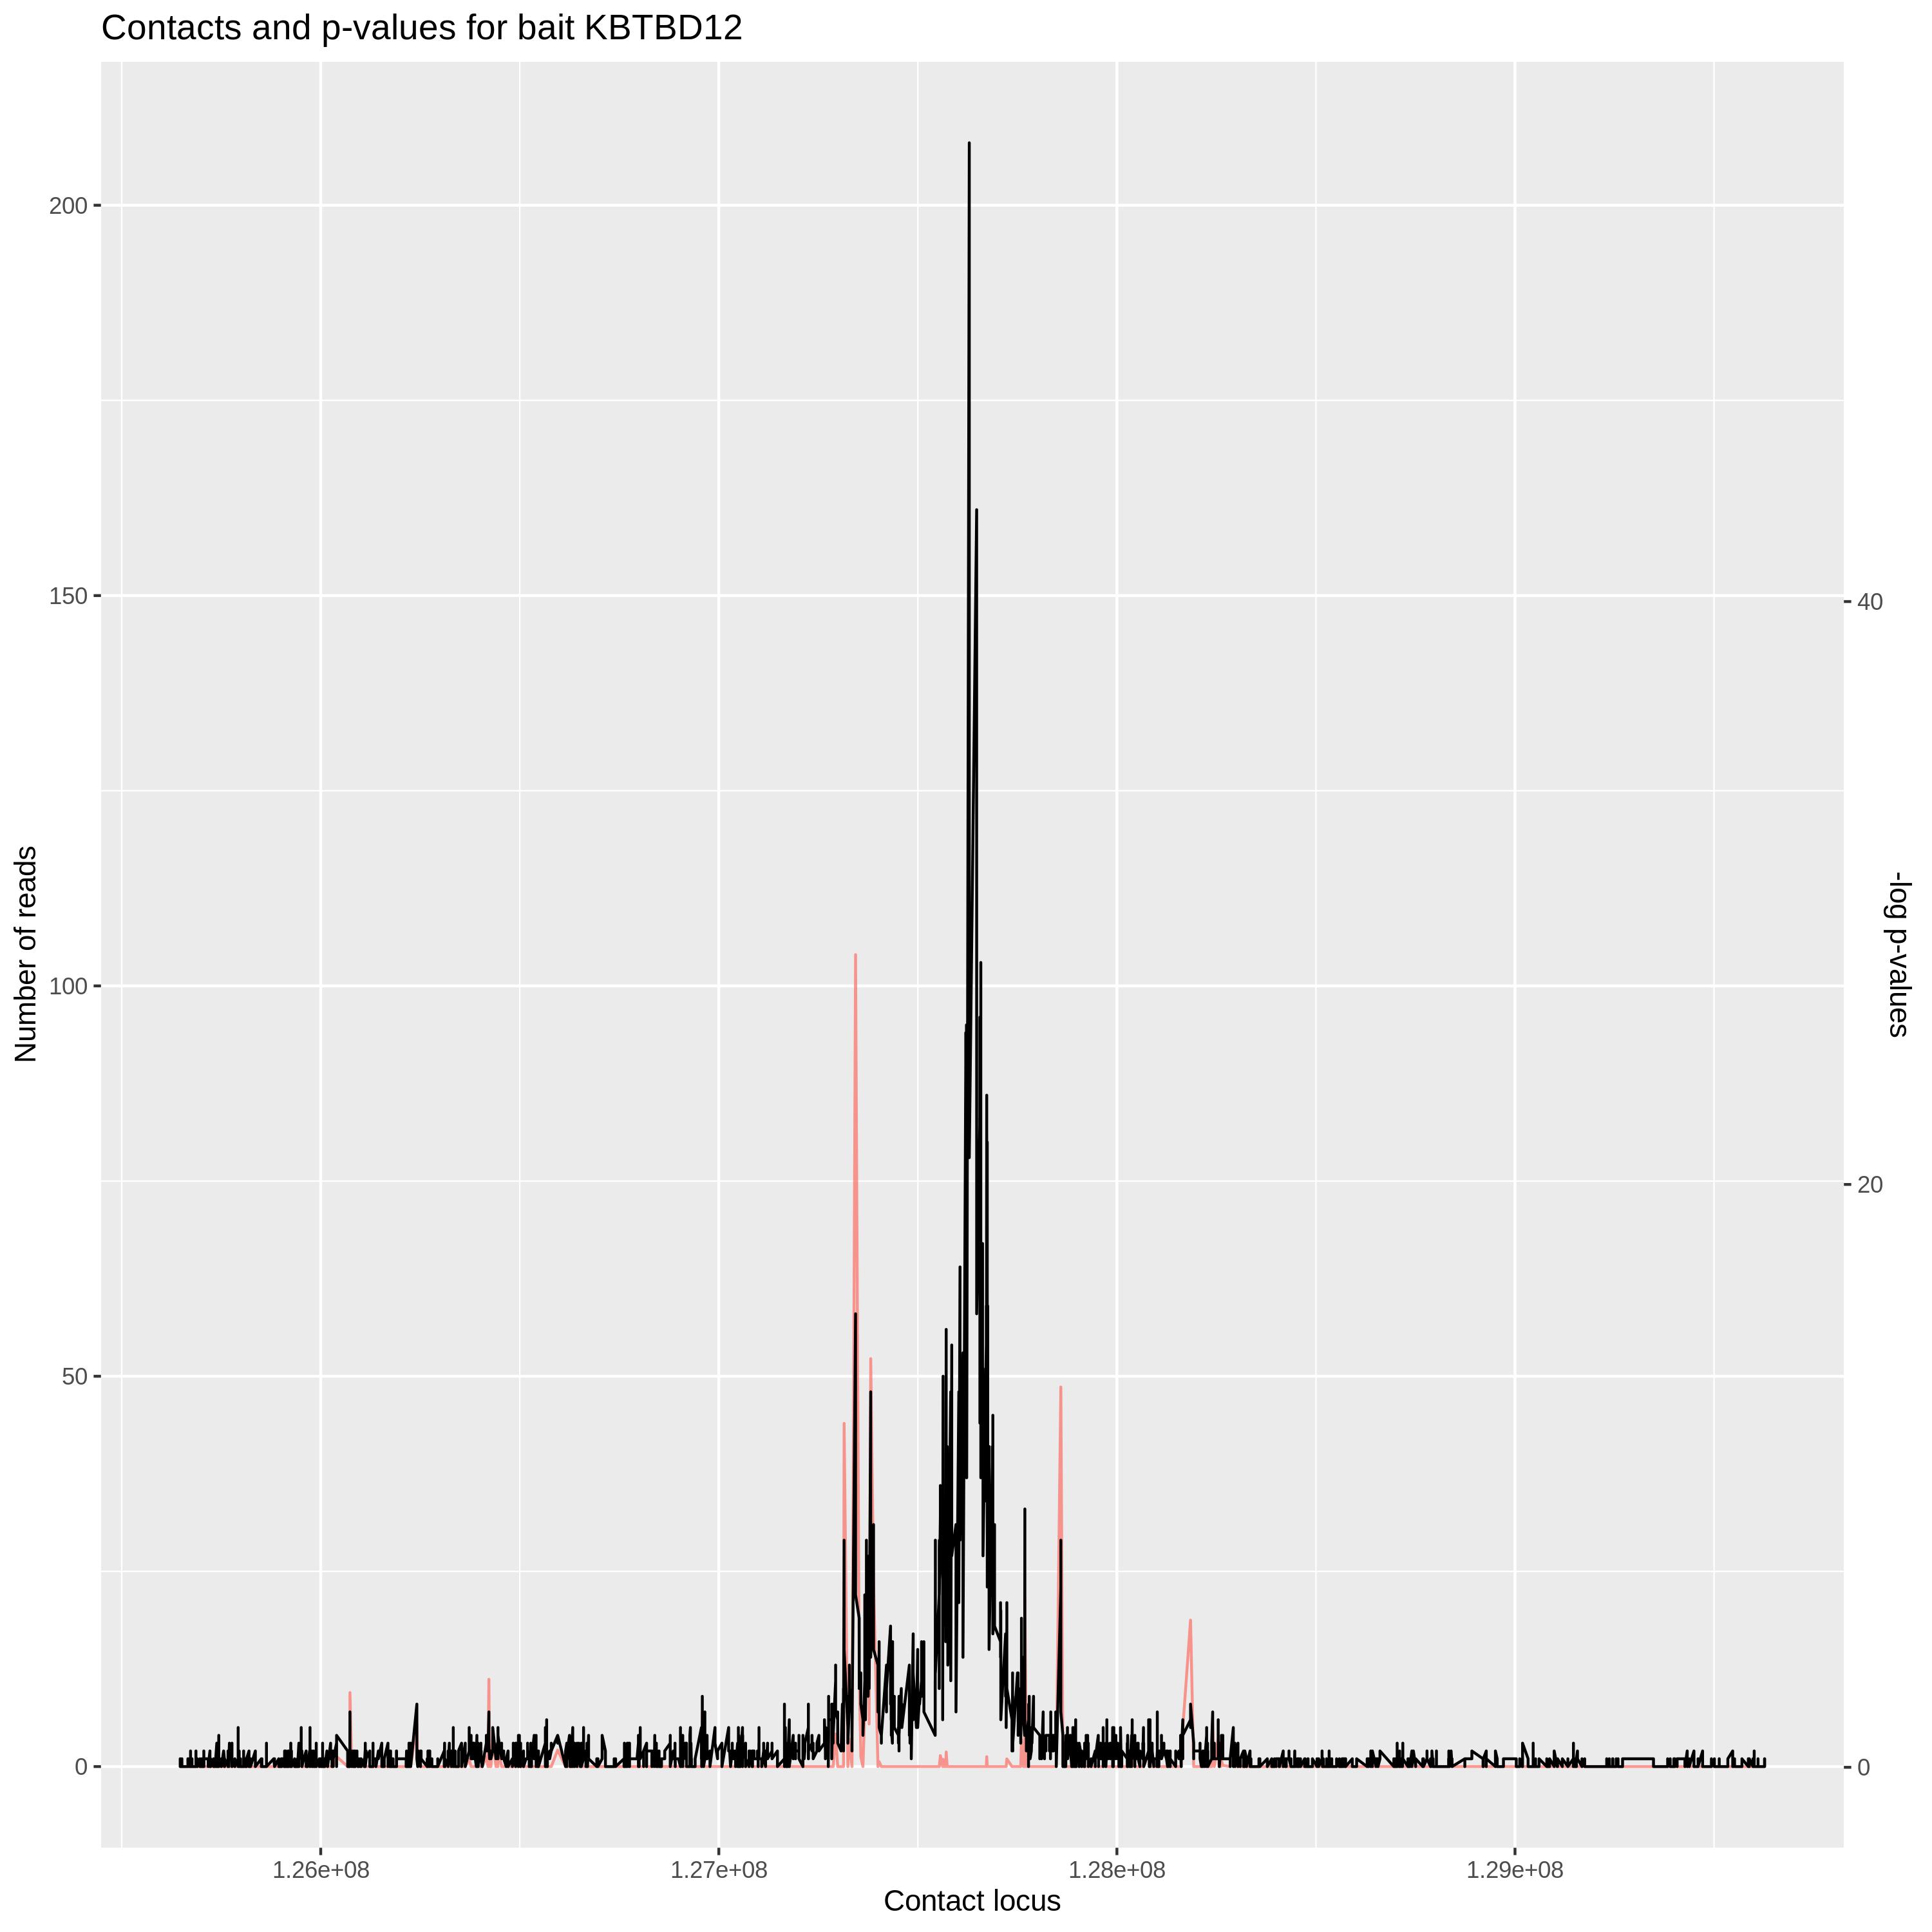 Contacts and p-values for bait KBTBD12
200
150
100
50
0
Number of reads
40
20
0
-log p-values
1.26e+08
1.27e+08
1.28e+08
1.29e+08
Contact locus